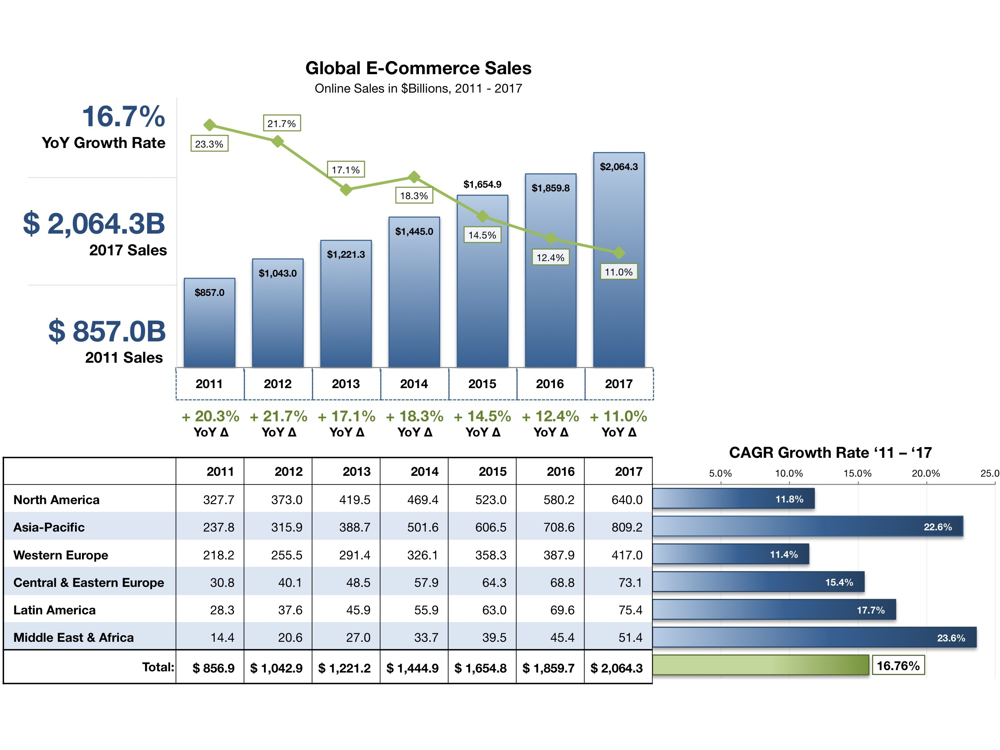 Global E-Commerce Sales
Online Sales in $Billions, 2011 - 2017
16.7%
YoY Growth Rate
$ 2,064.3B
2017 Sales
$ 857.0B
2011 Sales
23.3%
21.7%
17.1%
18.3%
14.5%
12.4%
11.0%
$857.0
$1,043.0
$1,221.3
$1,445.0
$1,654.9
$1,859.8
$2,064.3
2011 2012 2013 2014 2015 2016 2017
+ 20.3% + 21.7% + 17.1% + 18.3% + 14.5% + 12.4% + 11.0%
YoY Δ YoY Δ YoY Δ YoY Δ YoY Δ YoY Δ YoY Δ
CAGR Growth Rate ‘11 – ‘17
5.0% 10.0% 15.0% 20.0% 25.0
2011 2012 2013 2014 2015 2016 2017
North America 327.7 373.0 419.5 469.4 523.0 580.2 640.0 11.8%
Asia-Pacific 237.8 315.9 388.7 501.6 606.5 708.6 809.2 22.6%
Western Europe 218.2 255.5 291.4 326.1 358.3 387.9 417.0 11.4%
Central & Eastern Europe 30.8 40.1 48.5 57.9 64.3 68.8 73.1 15.4%
Latin America 28.3 37.6 45.9 55.9 63.0 69.6 75.4 17.7%
Middle East & Africa 14.4 20.6 27.0 33.7 39.5 45.4 51.4 23.6%
Total: $ 856.9 $ 1,042.9 $ 1,221.2 $ 1,444.9 $ 1,654.8 $ 1,859.7 $ 2,064.3 16.76%